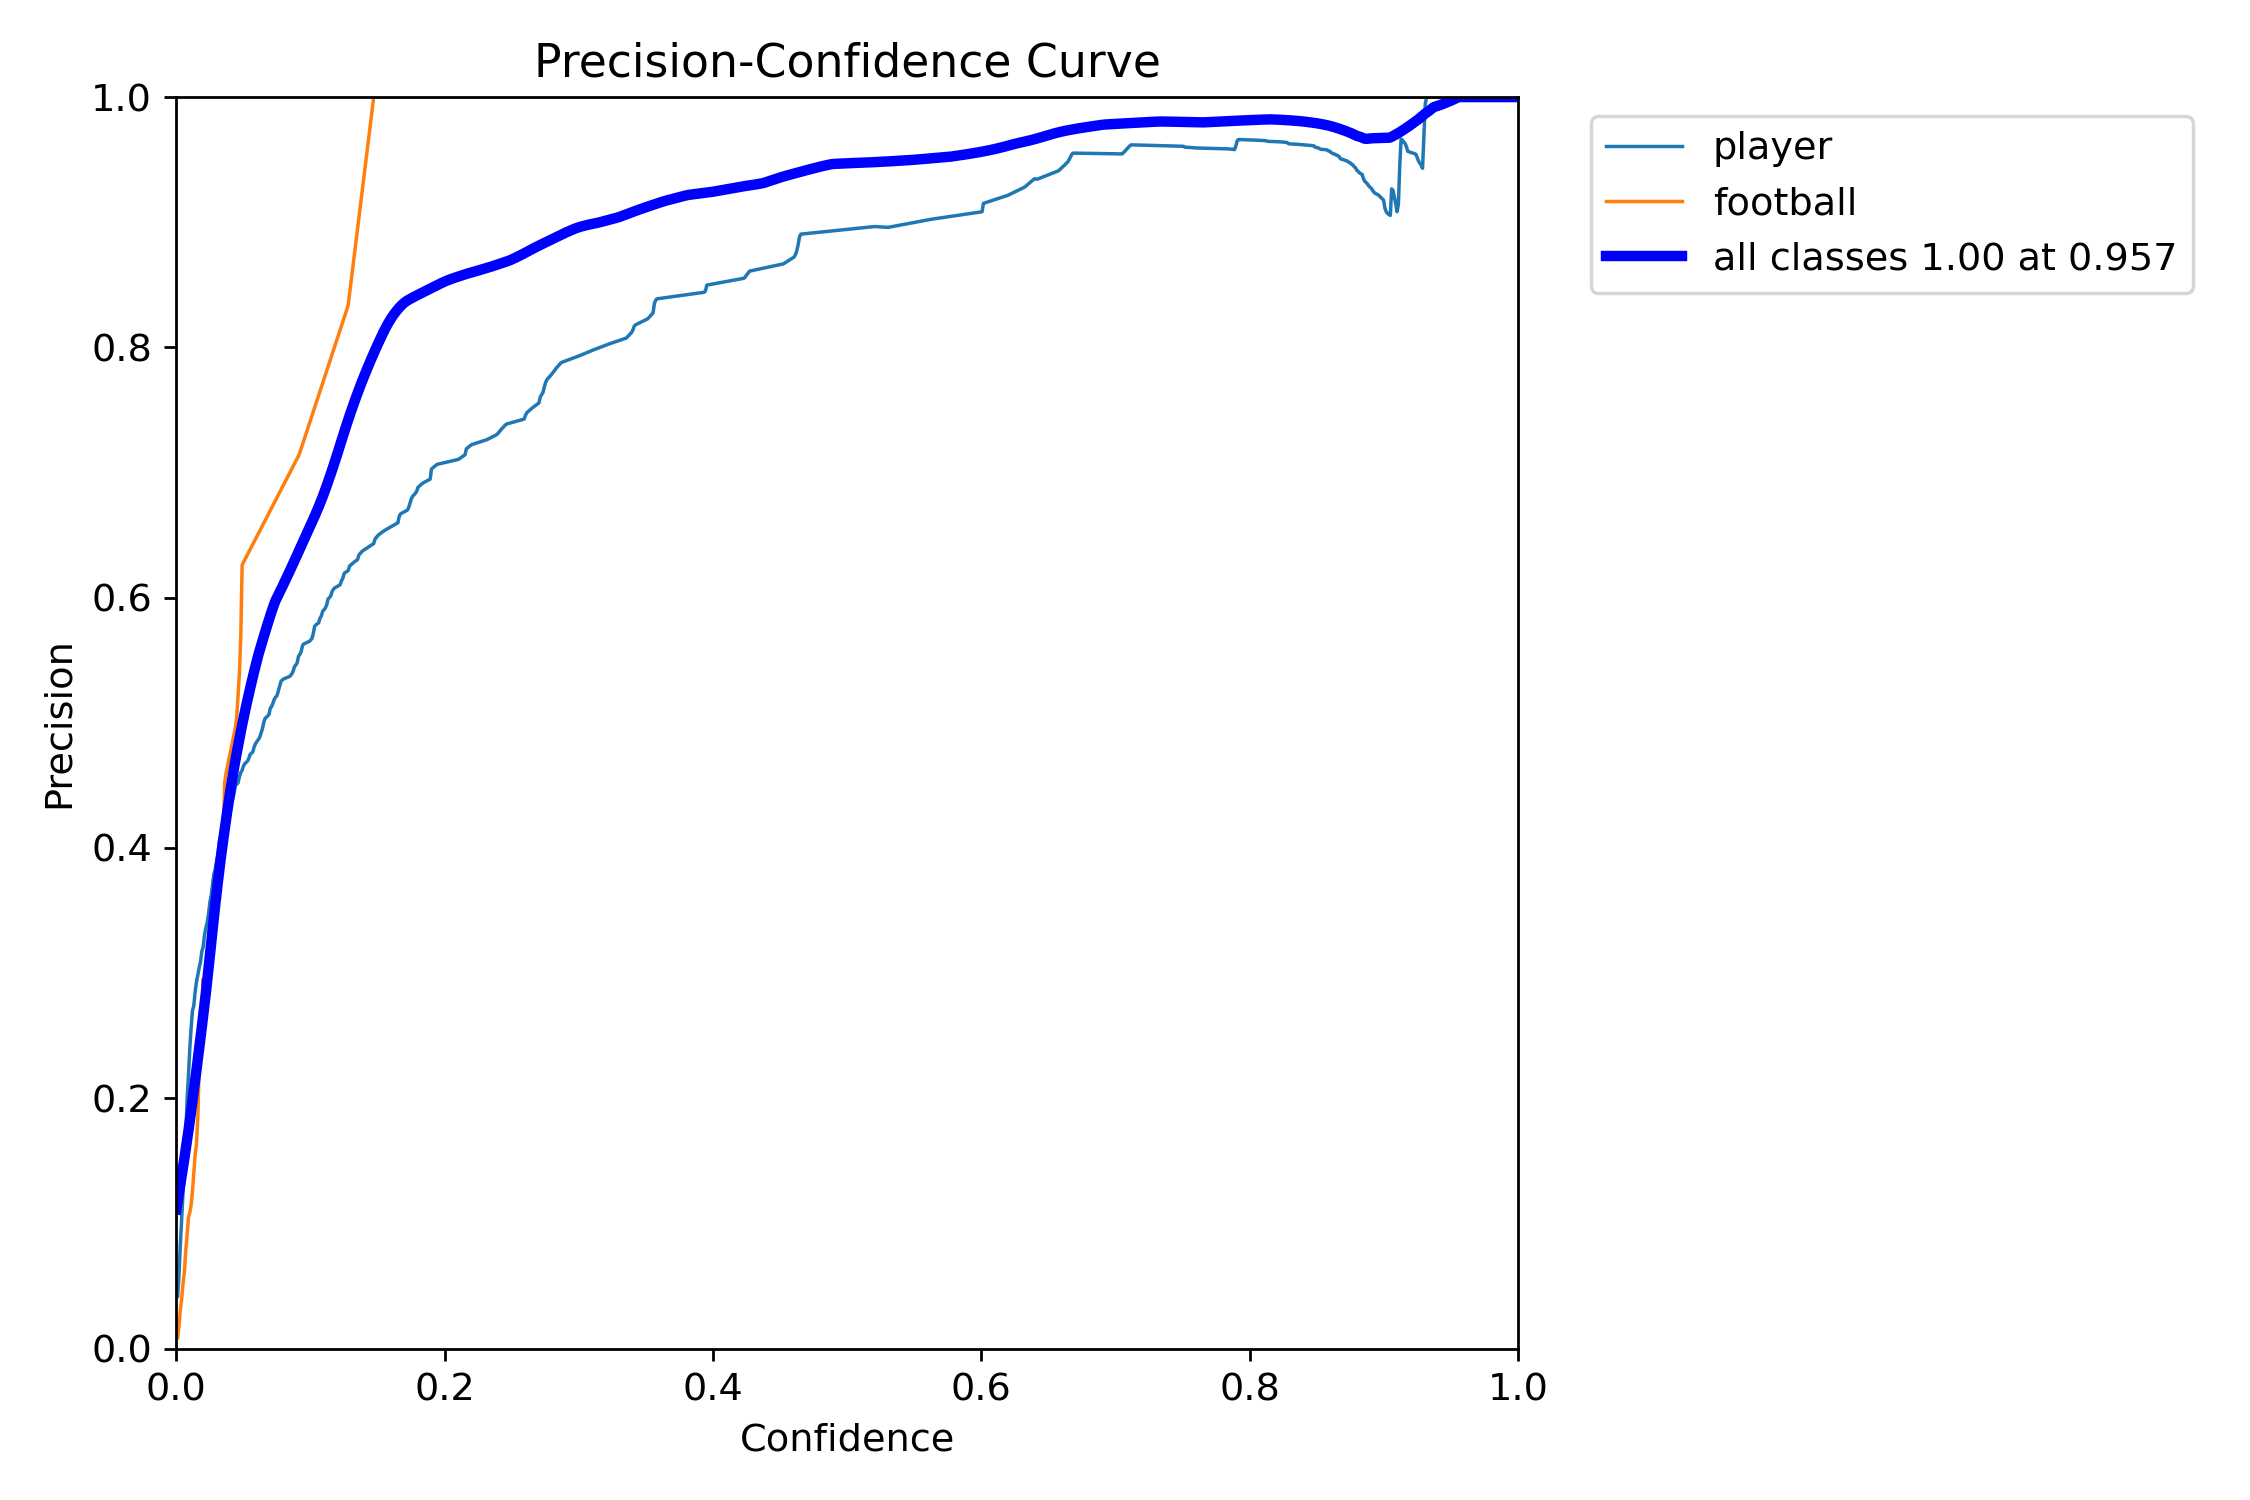 Precision-Confidence Curve
1.0
0.8
0.6
0.4
0.2
0.0
Precision
0.0 0.2 0.4 0.6 0.8 1.0
Confidence
player
football
all classes 1.00 at 0.957